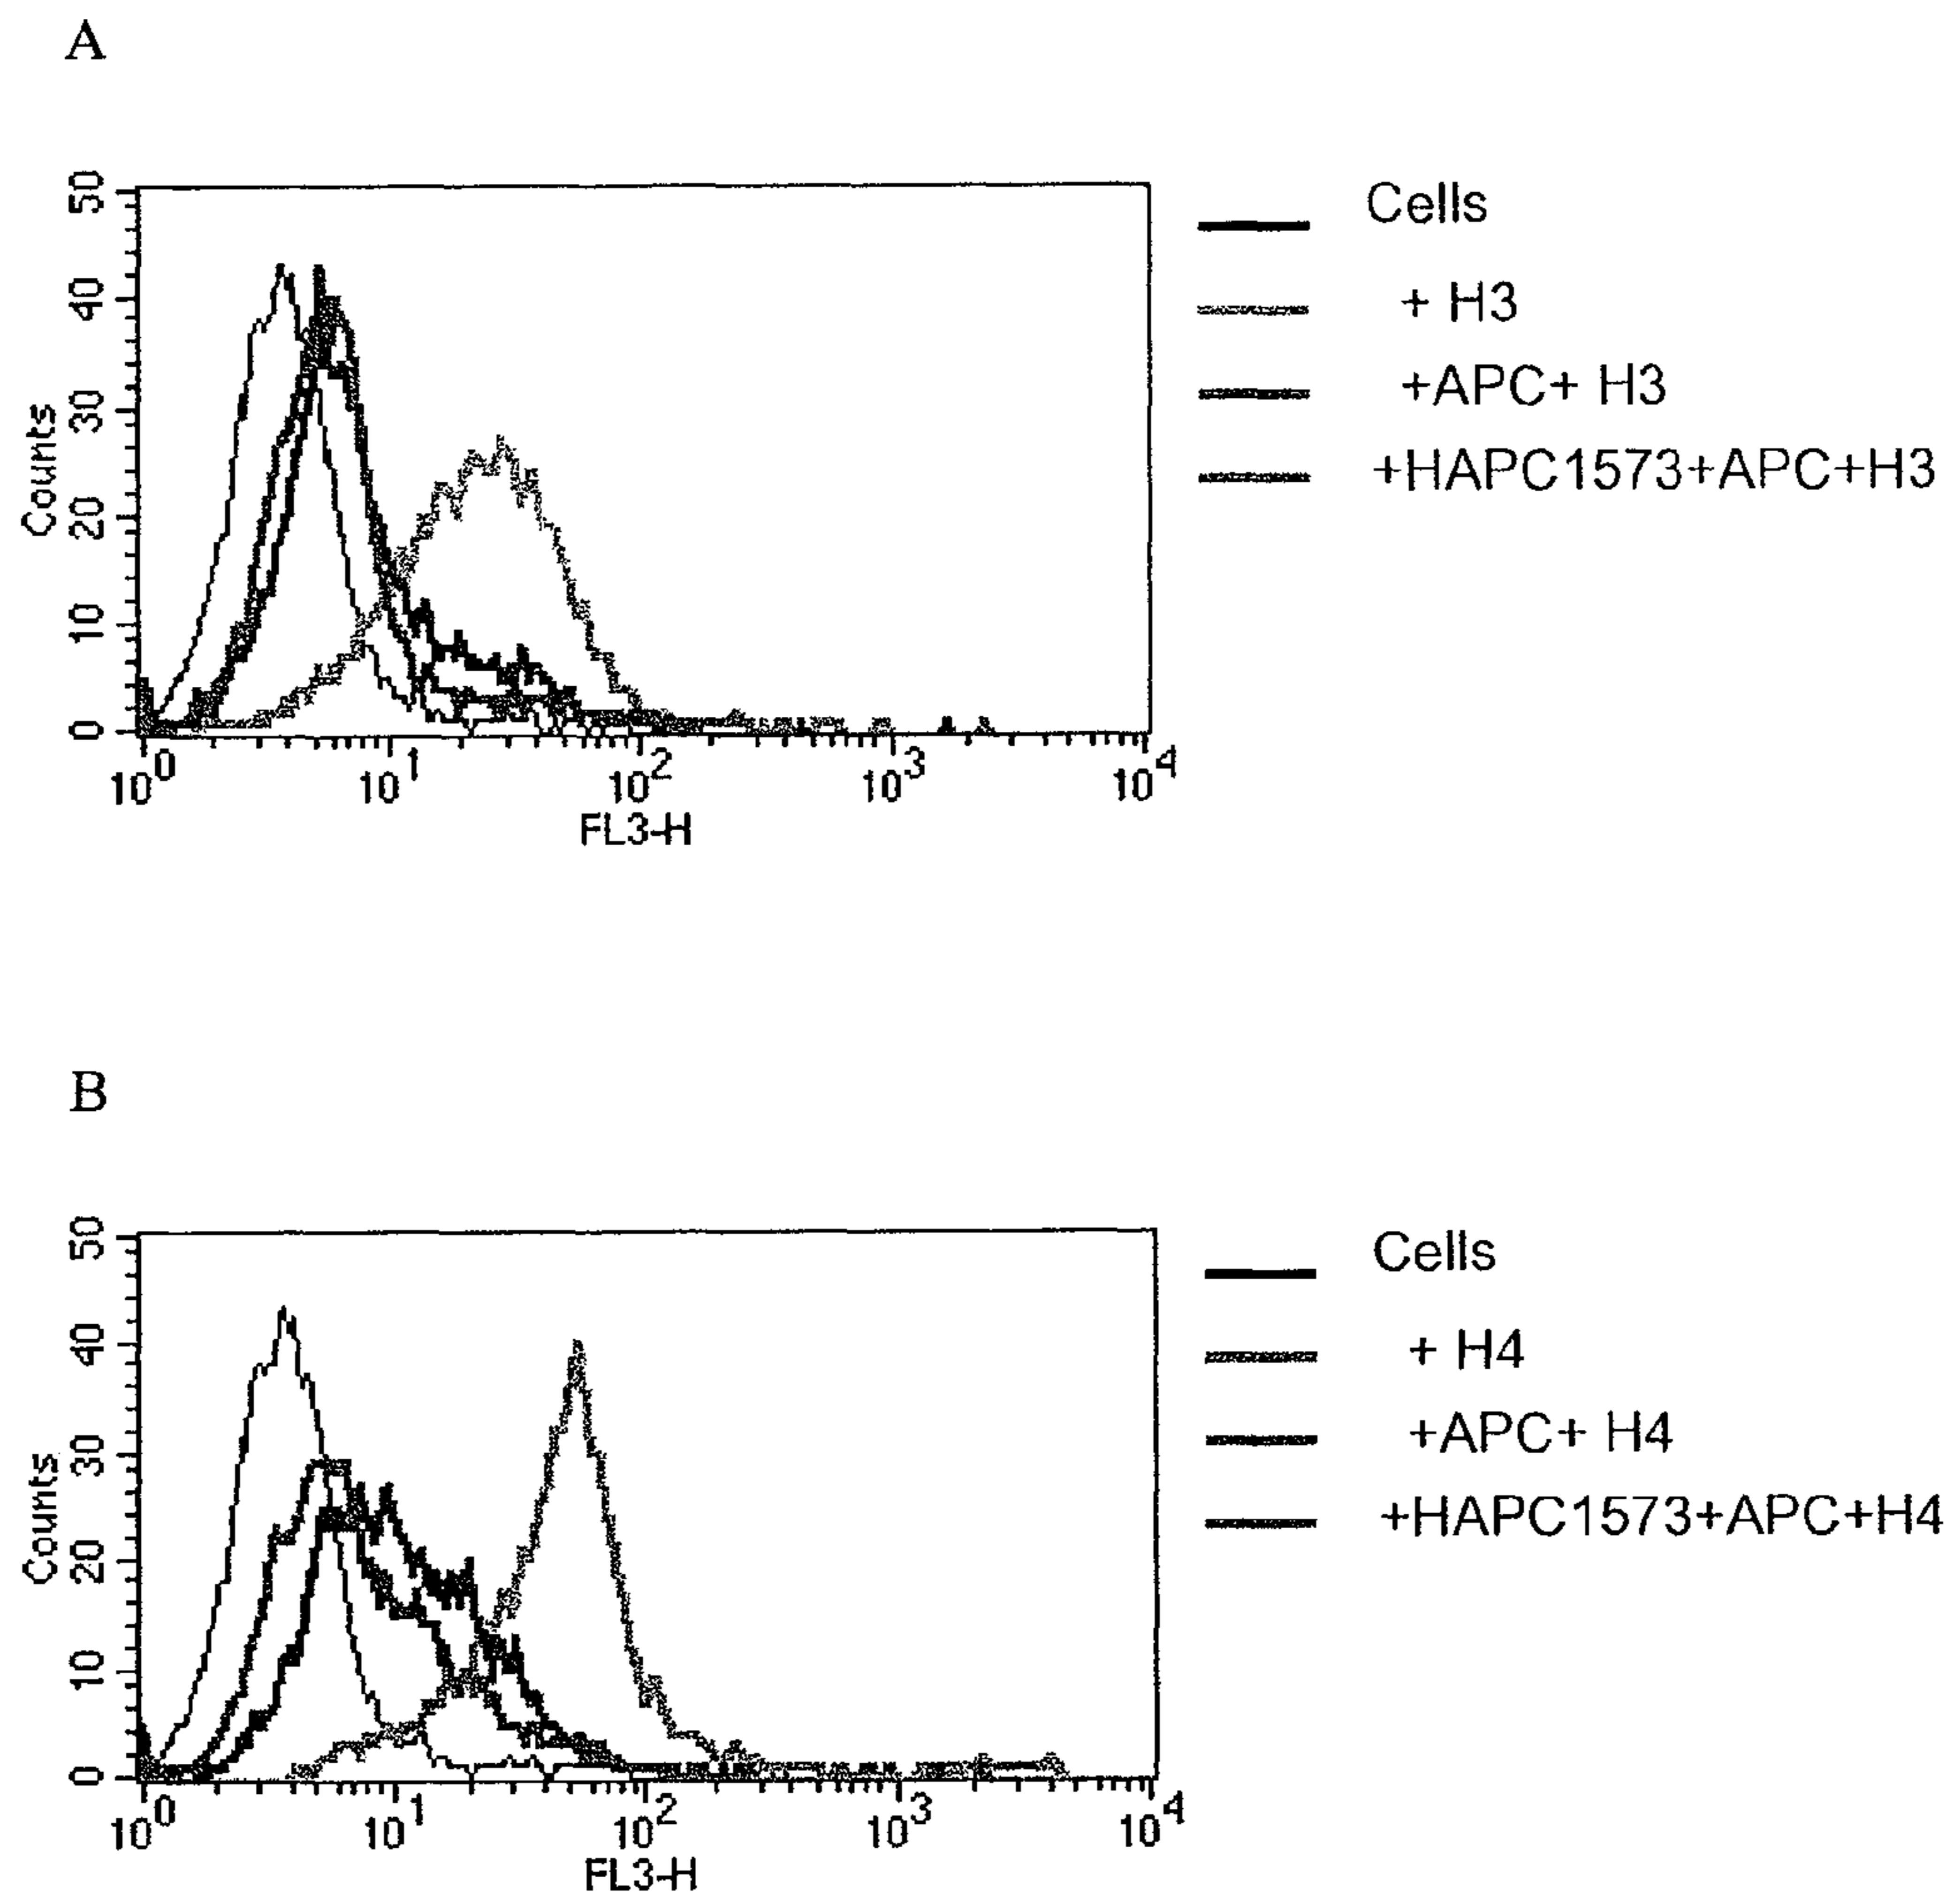 A
50
40
30
20
10
0
Counts
10^0 10^1 10^2 10^3 10^4
FL3-H
Cells
+ H3
+APC+ H3
+HAPC1573+APC+H3
B
50
40
30
20
10
0
Counts
10^0 10^1 10^2 10^3 10^4
FL3-H
Cells
+ H4
+APC+ H4
+HAPC1573+APC+H4